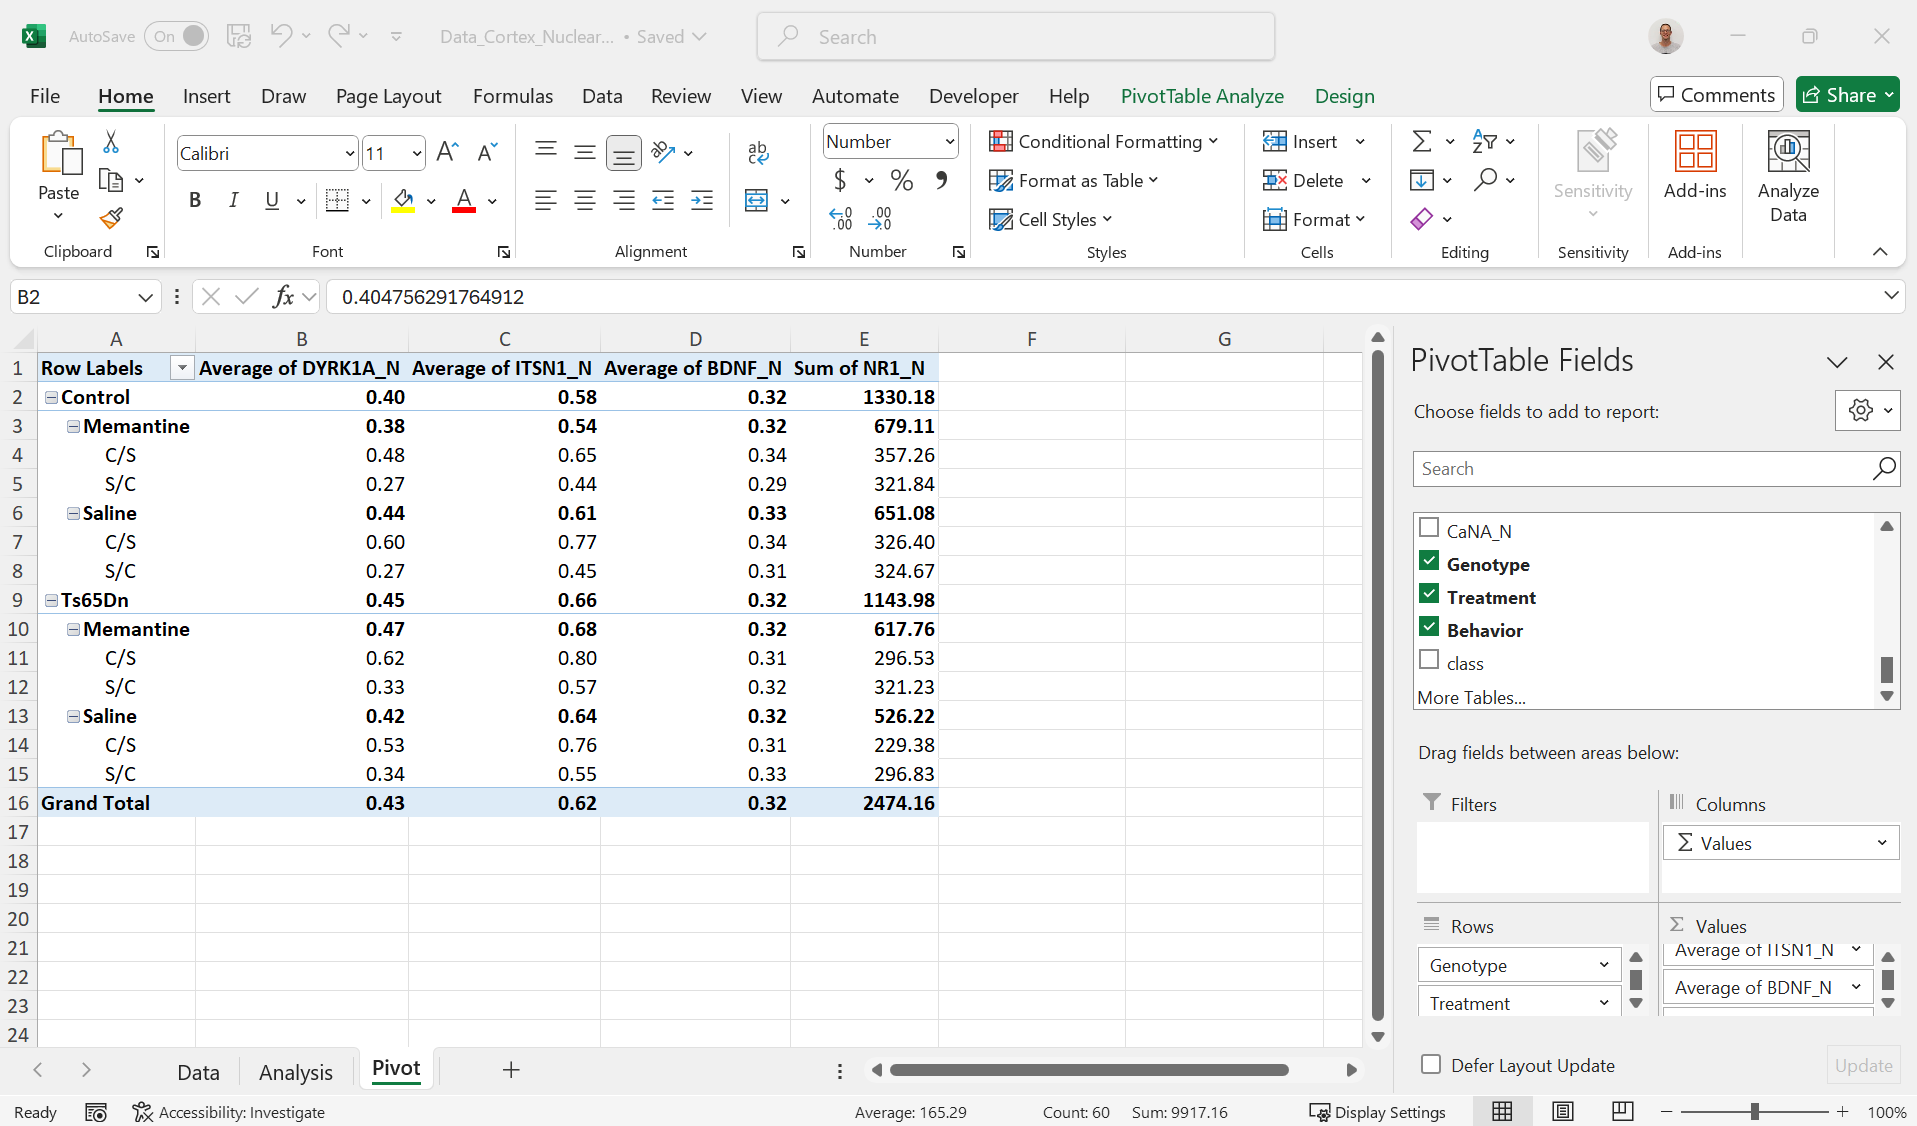 AutoSave On Data_Cortex_Nuclear... • Saved Search
File Home Insert Draw Page Layout Formulas Data Review View Automate Developer Help PivotTable Analyze Design Comments Share
Paste
Clipboard
Calibri 11
B I U A
Font
ab
Alignment
Number
$ % ,
.00 .0
Number
Conditional Formatting
Format as Table
Cell Styles
Styles
Insert
Delete
Format
Cells
Editing
Sensitivity
Sensitivity
Add-ins
Add-ins
Analyze
Data
B2 fx 0.404756291764912
A B C D E F G
1 Row Labels Average of DYRK1A_N Average of ITSN1_N Average of BDNF_N Sum of NR1_N
2 Control 0.40 0.58 0.32 1330.18
3 Memantine 0.38 0.54 0.32 679.11
4 C/S 0.48 0.65 0.34 357.26
5 S/C 0.27 0.44 0.29 321.84
6 Saline 0.44 0.61 0.33 651.08
7 C/S 0.60 0.77 0.34 326.40
8 S/C 0.27 0.45 0.31 324.67
9 Ts65Dn 0.45 0.66 0.32 1143.98
10 Memantine 0.47 0.68 0.32 617.76
11 C/S 0.62 0.80 0.31 296.53
12 S/C 0.33 0.57 0.32 321.23
13 Saline 0.42 0.64 0.32 526.22
14 C/S 0.53 0.76 0.31 229.38
15 S/C 0.34 0.55 0.33 296.83
16 Grand Total 0.43 0.62 0.32 2474.16
17
18
19
20
21
22
23
24
PivotTable Fields
Choose fields to add to report:
Search
CaNA_N
Genotype
Treatment
Behavior
class
More Tables...
Drag fields between areas below:
Filters
Columns
Σ Values
Rows
Genotype
Treatment
Σ Values
Average of ITSN1_N
Average of BDNF_N
Defer Layout Update Update
Data Analysis Pivot +
Ready Accessibility: Investigate Average: 165.29 Count: 60 Sum: 9917.16 Display Settings 100%